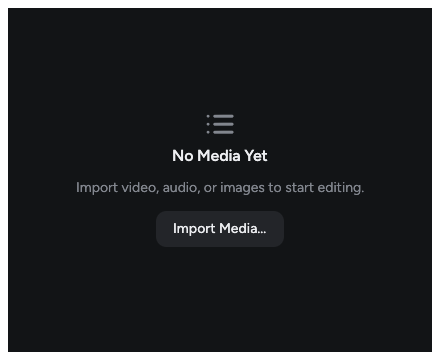 No Media Yet
Import video, audio, or images to start editing.
Import Media...